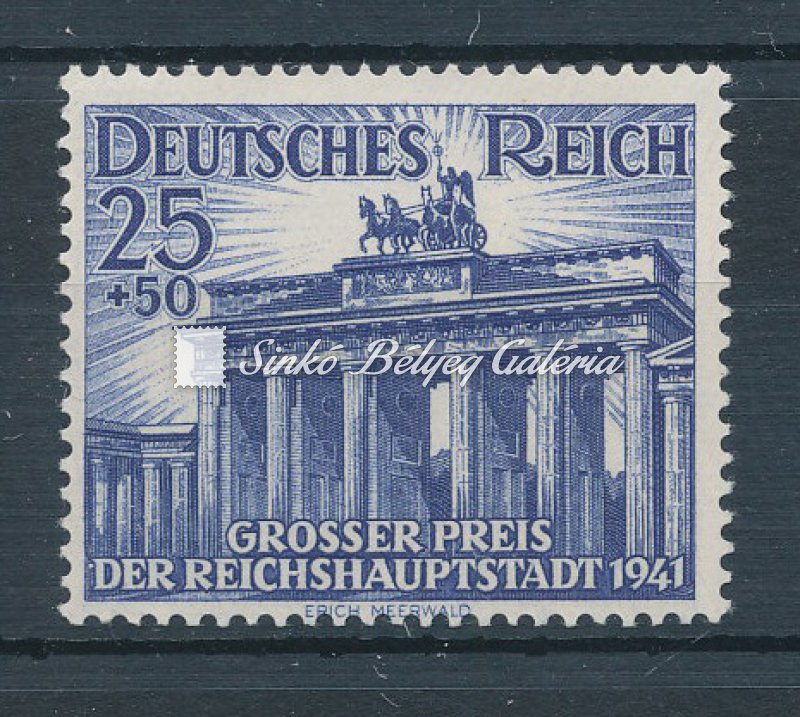 DEUTSCHES REICH
25
+50
Sinkó Bélyeg Galéria
GROSSER PREIS
DER REICHSHAUPTSTADT 1941
ERICH MEERWALD